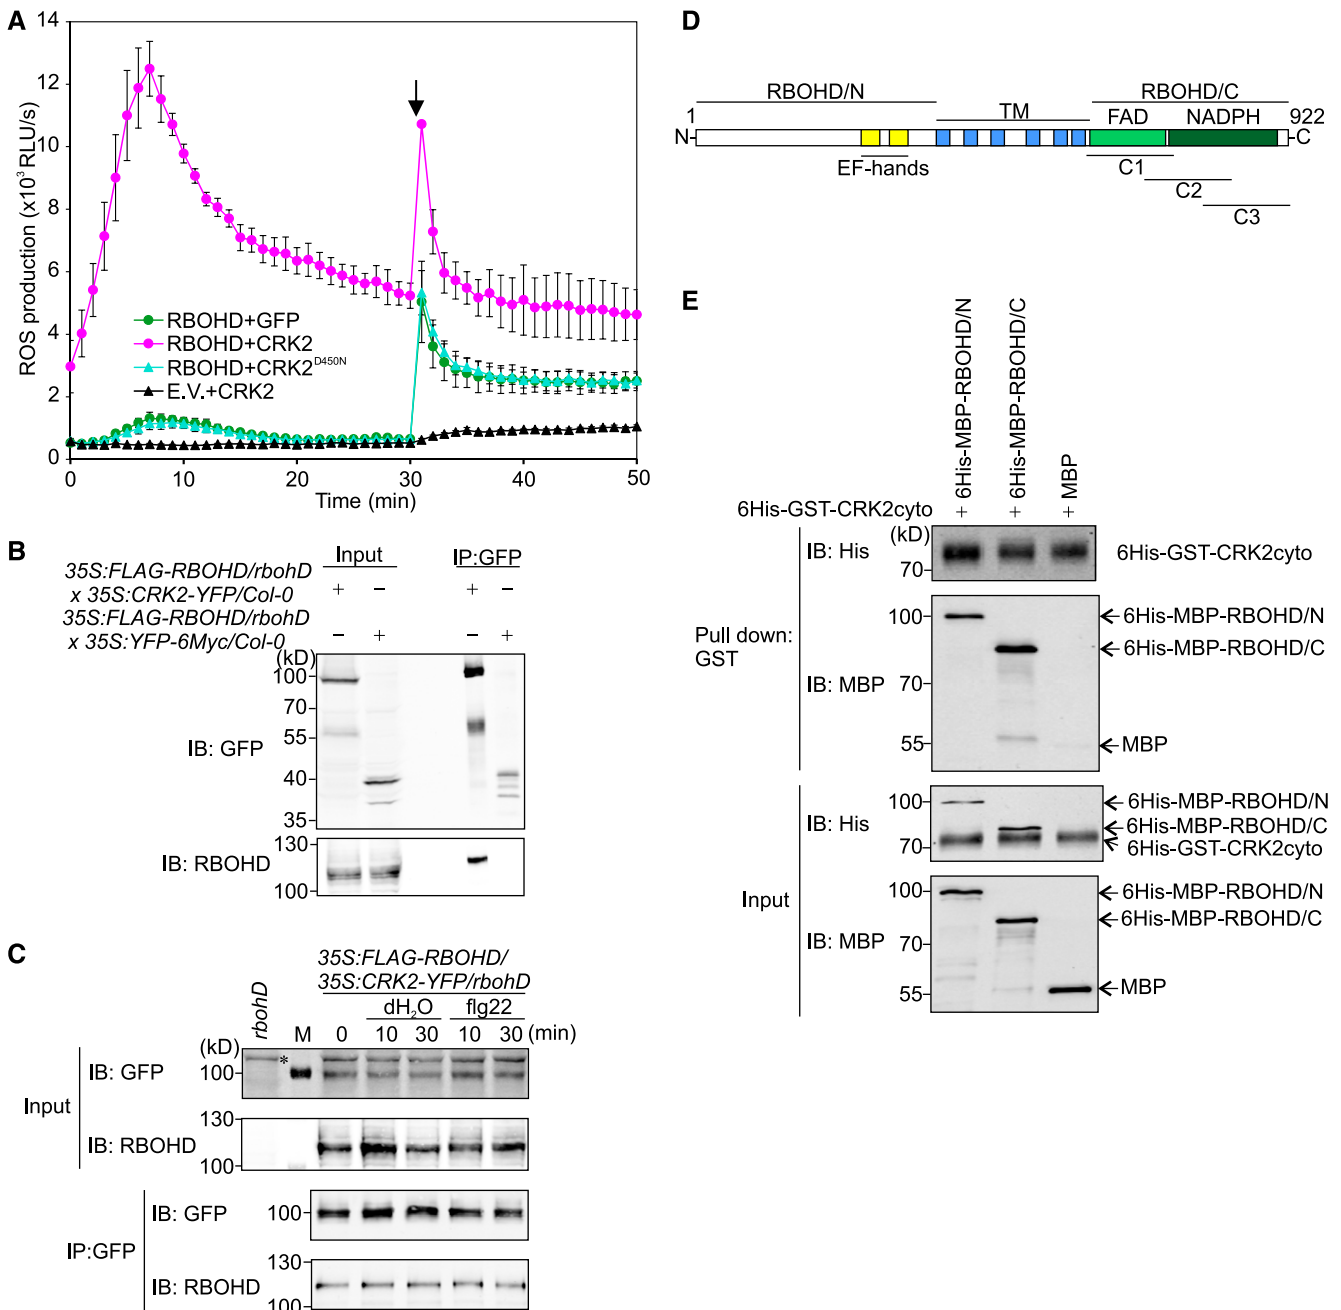 A
ROS production (x10³RLU/s)
14
12
10
8
6
4
2
0
RBOHD+GFP
RBOHD+CRK2
RBOHD+CRK2D450N
E.V.+CRK2
0 10 20 30 40 50
Time (min)
B
Input IP:GFP
35S:FLAG-RBOHD/rbohD
x 35S:CRK2-YFP/Col-0 + − + −
35S:FLAG-RBOHD/rbohD
x 35S:YFP-6Myc/Col-0 − + − +
(kD)
100
70
55
40
35
IB: GFP
130
IB: RBOHD
100
C
35S:FLAG-RBOHD/
35S:CRK2-YFP/rbohD
rbohD
dH₂O flg22
M 0 10 30 10 30 (min)
(kD)
*
Input
IB: GFP 100
130
IB: RBOHD
100
IP:GFP
IB: GFP 100
130
IB: RBOHD
100
D
RBOHD/N RBOHD/C
1 TM FAD NADPH 922
N C
EF-hands C1
C2
C3
E
6His-MBP-RBOHD/N
6His-MBP-RBOHD/C
MBP
6His-GST-CRK2cyto + + +
(kD)
Pull down:
GST
IB: His 70 6His-GST-CRK2cyto
100 6His-MBP-RBOHD/N
6His-MBP-RBOHD/C
IB: MBP 70
55 MBP
Input
100 6His-MBP-RBOHD/N
IB: His 6His-MBP-RBOHD/C
70 6His-GST-CRK2cyto
100 6His-MBP-RBOHD/N
6His-MBP-RBOHD/C
IB: MBP 70
55 MBP